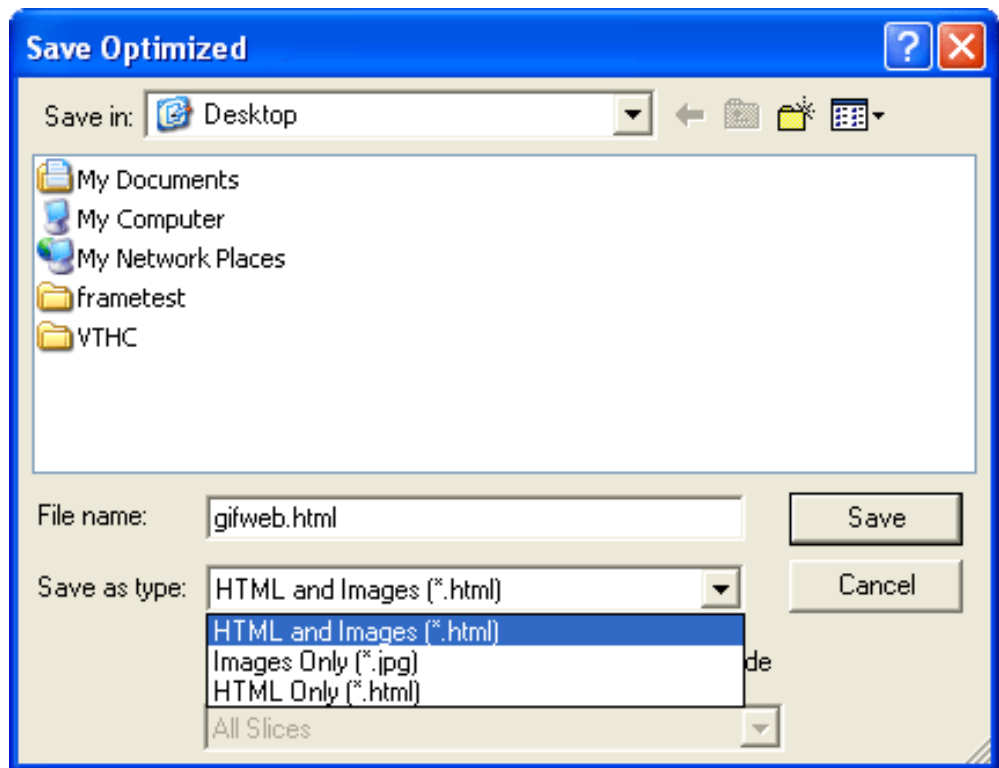 Save Optimized
Save in: Desktop
My Documents
My Computer
My Network Places
frametest
VTHC
File name: gifweb.html Save
Save as type: HTML and Images (*.html) Cancel
HTML and Images (*.html)
Images Only (*.jpg)
HTML Only (*.html)
All Slices